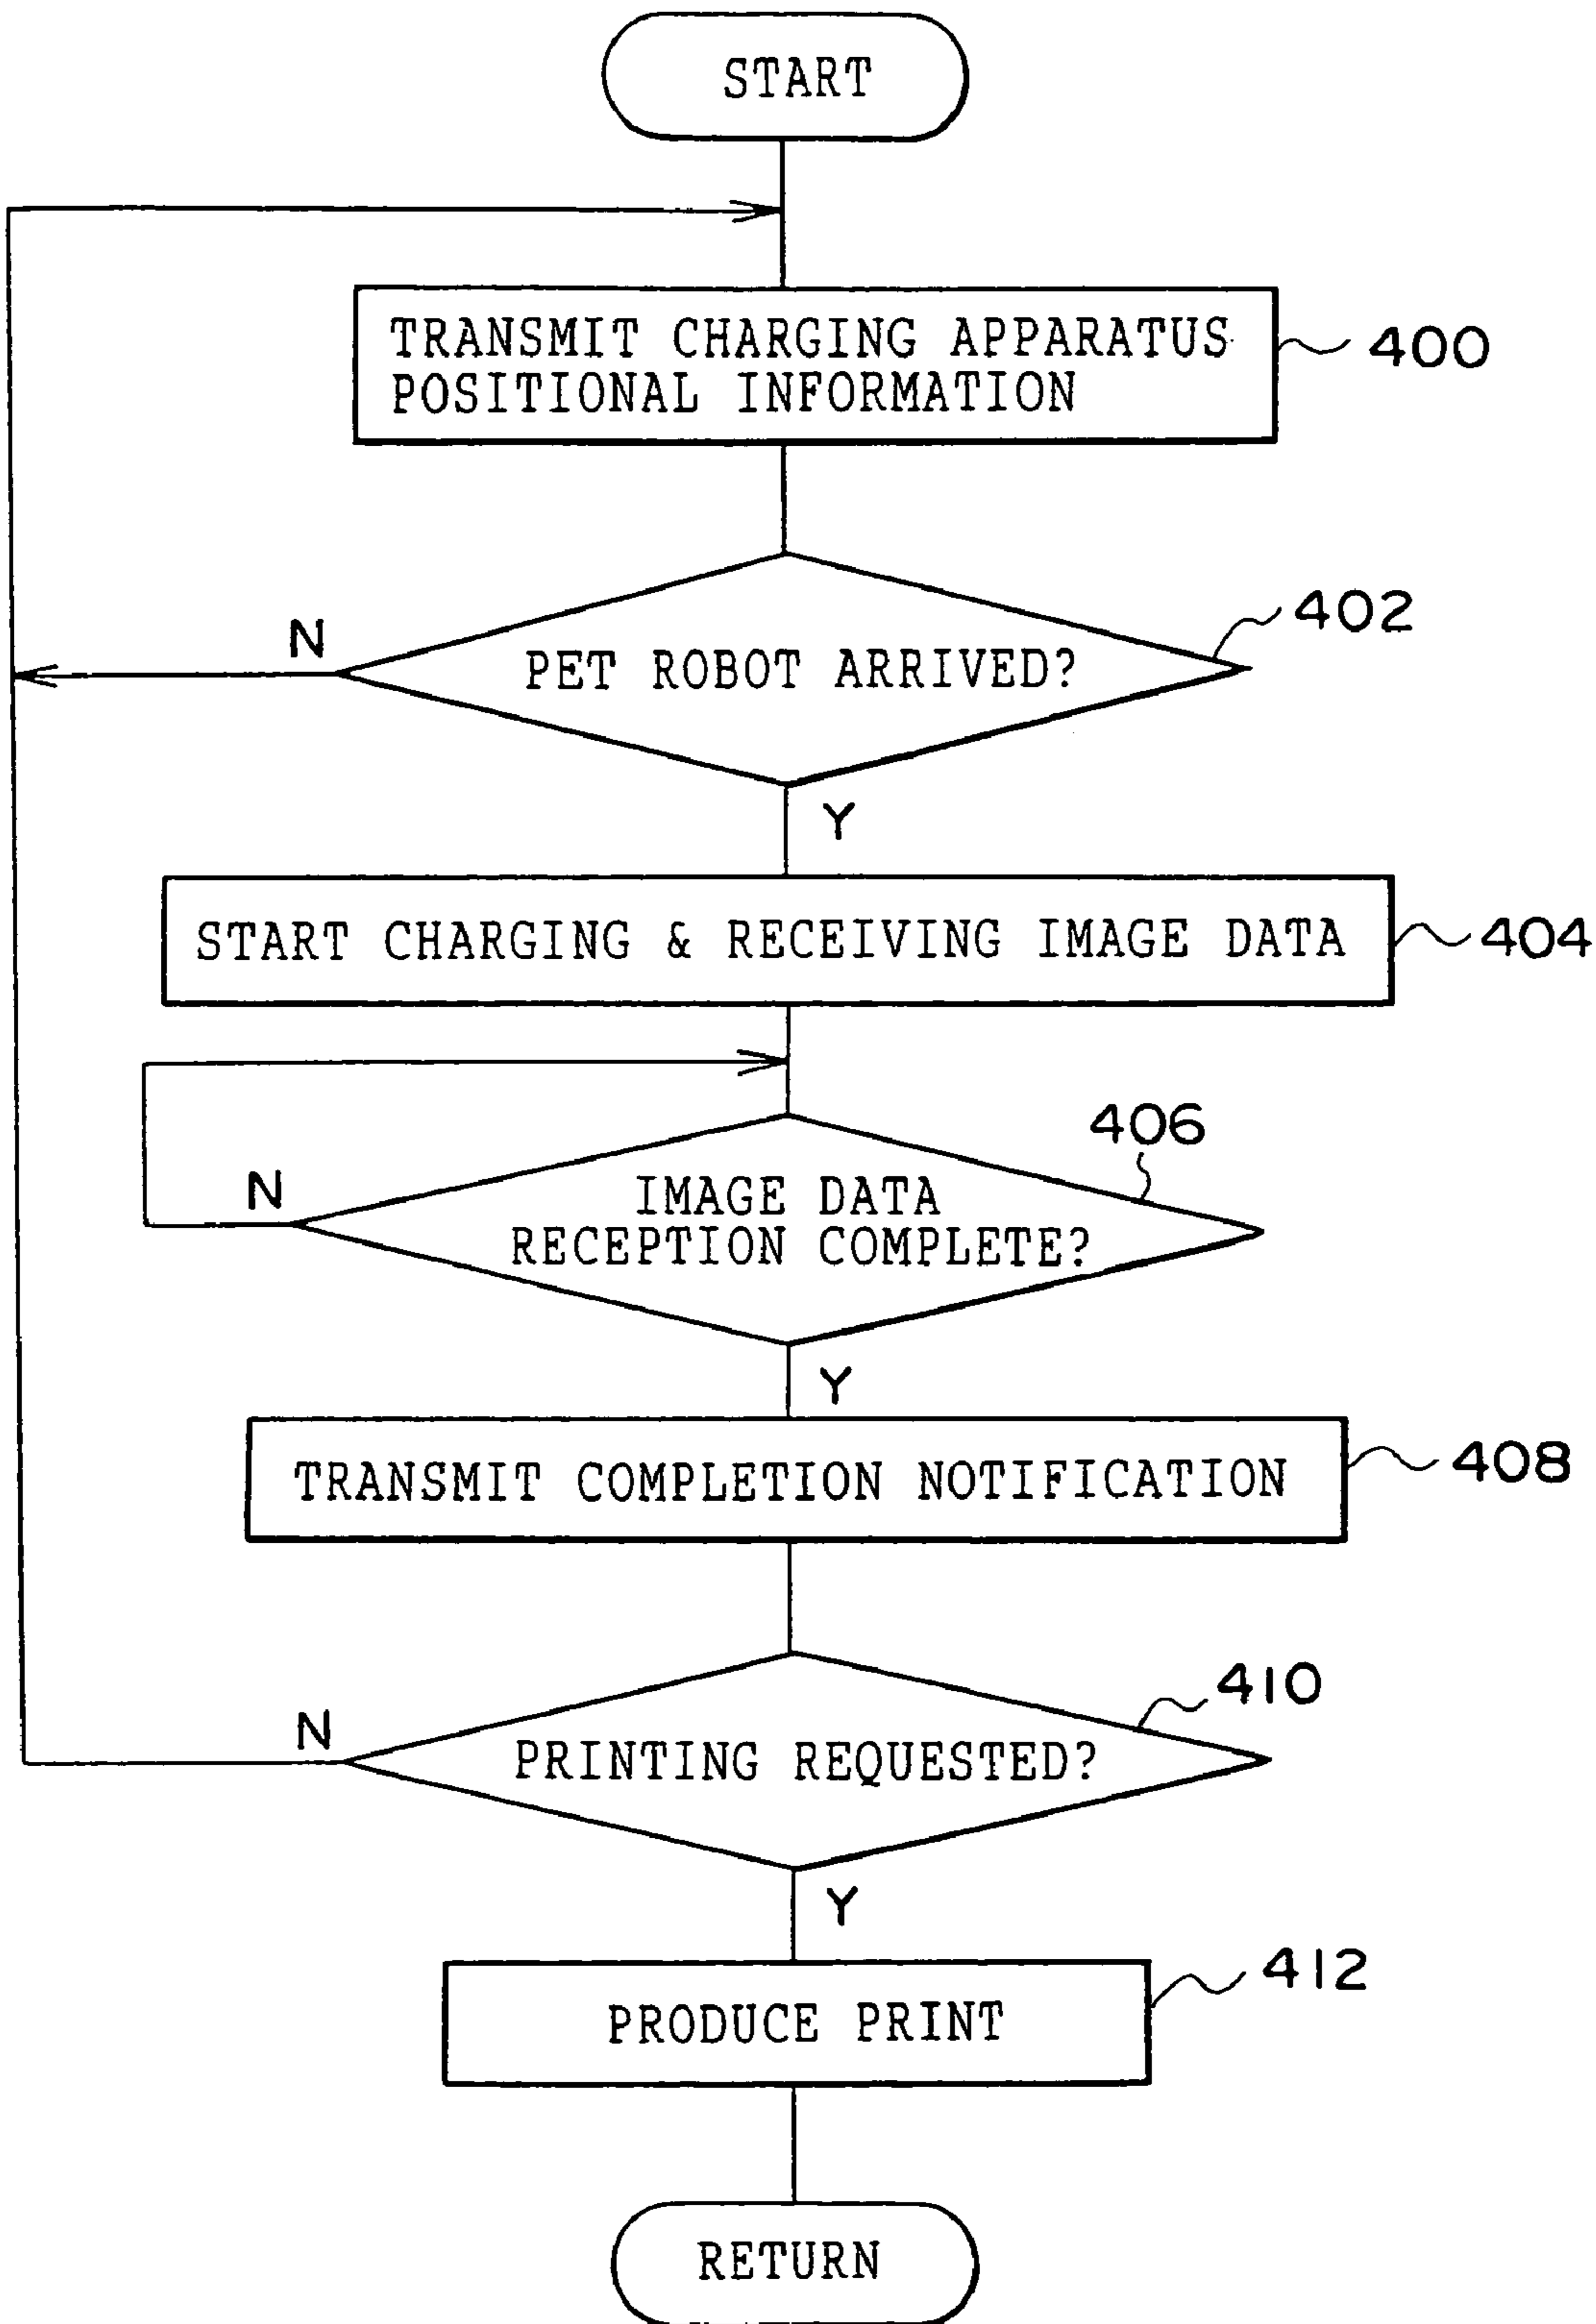 START
TRANSMIT CHARGING APPARATUS
POSITIONAL INFORMATION
400
402
N
PET ROBOT ARRIVED?
Y
START CHARGING & RECEIVING IMAGE DATA
404
406
N
IMAGE DATA
RECEPTION COMPLETE?
Y
TRANSMIT COMPLETION NOTIFICATION
408
410
N
PRINTING REQUESTED?
Y
412
PRODUCE PRINT
RETURN